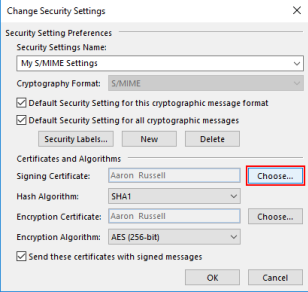 Change Security Settings
Security Setting Preferences
Security Settings Name:
My S/MIME Settings
Cryptography Format: S/MIME
Default Security Setting for this cryptographic message format
Default Security Setting for all cryptographic messages
Security Labels... New Delete
Certificates and Algorithms
Signing Certificate: Aaron Russell Choose...
Hash Algorithm: SHA1
Encryption Certificate: Aaron Russell Choose...
Encryption Algorithm: AES (256-bit)
Send these certificates with signed messages
OK Cancel